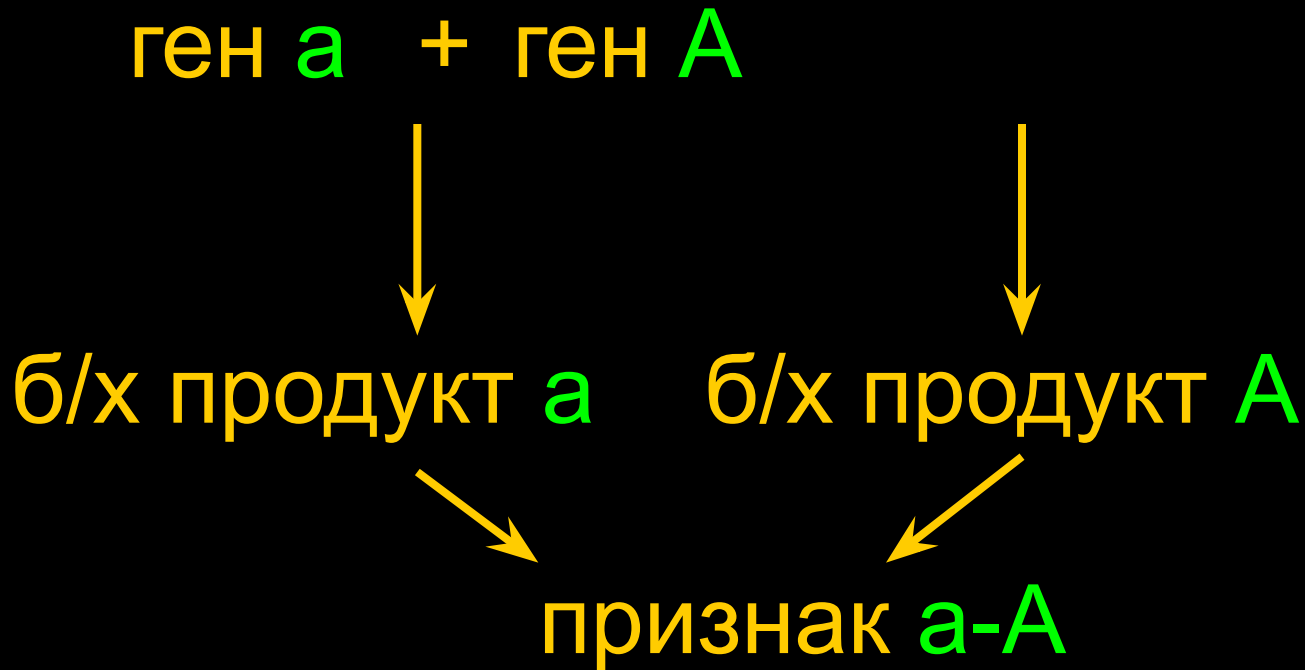 ген а + ген А
б/х продукт а б/х продукт А
признак а-А